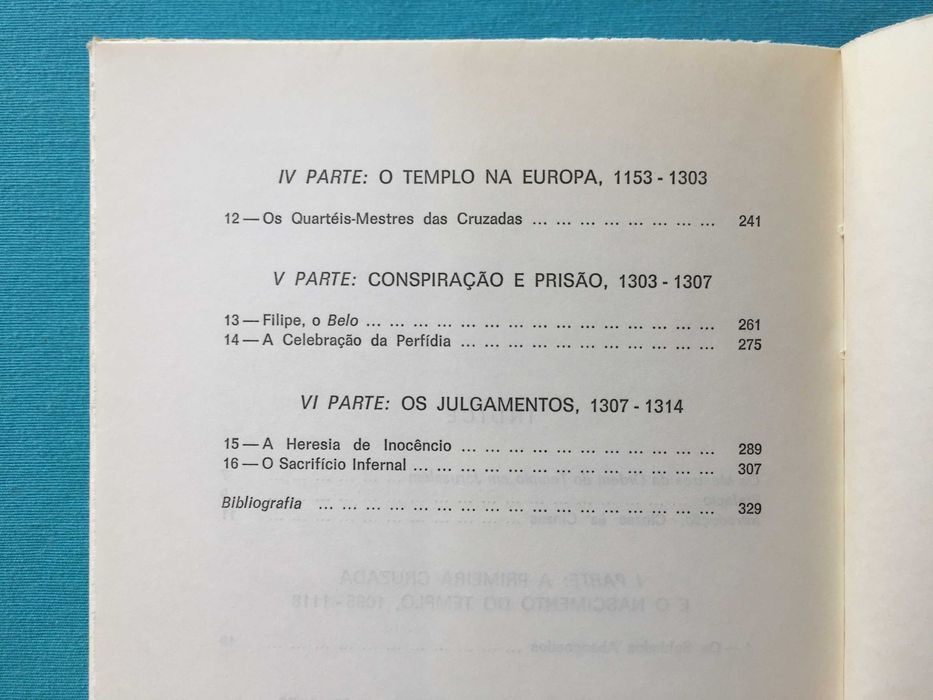 IV PARTE: O TEMPLO NA EUROPA, 1153 - 1303
12 — Os Quartéis-Mestres das Cruzadas ... ... ... ... ... ... ... ... 241
V PARTE: CONSPIRAÇÃO E PRISÃO, 1303 - 1307
13 — Filipe, o Belo ... ... ... ... ... ... ... ... ... ... ... ... ... ... ... 261
14 — A Celebração da Perfídia ... ... ... ... ... ... ... ... ... ... ... 275
VI PARTE: OS JULGAMENTOS, 1307 - 1314
15 — A Heresia de Inocêncio ... ... ... ... ... ... ... ... ... ... ... 289
16 — O Sacrifício Infernal ... ... ... ... ... ... ... ... ... ... ... ... ... 307
Bibliografia ... ... ... ... ... ... ... ... ... ... ... ... ... ... ... ... ... 329